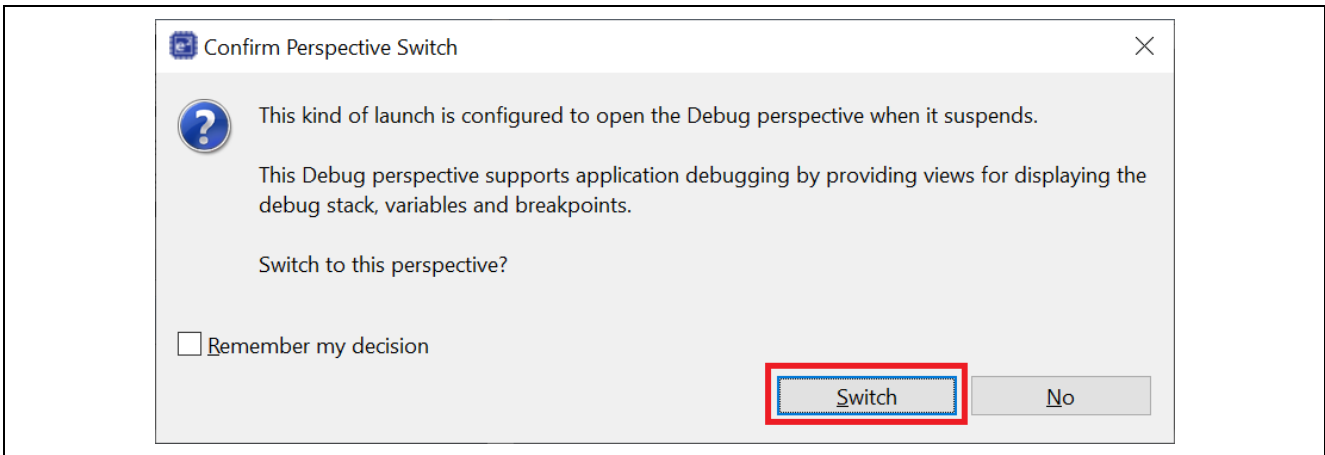 Confirm Perspective Switch
This kind of launch is configured to open the Debug perspective when it suspends.
This Debug perspective supports application debugging by providing views for displaying the
debug stack, variables and breakpoints.
Switch to this perspective?
Remember my decision
Switch
No